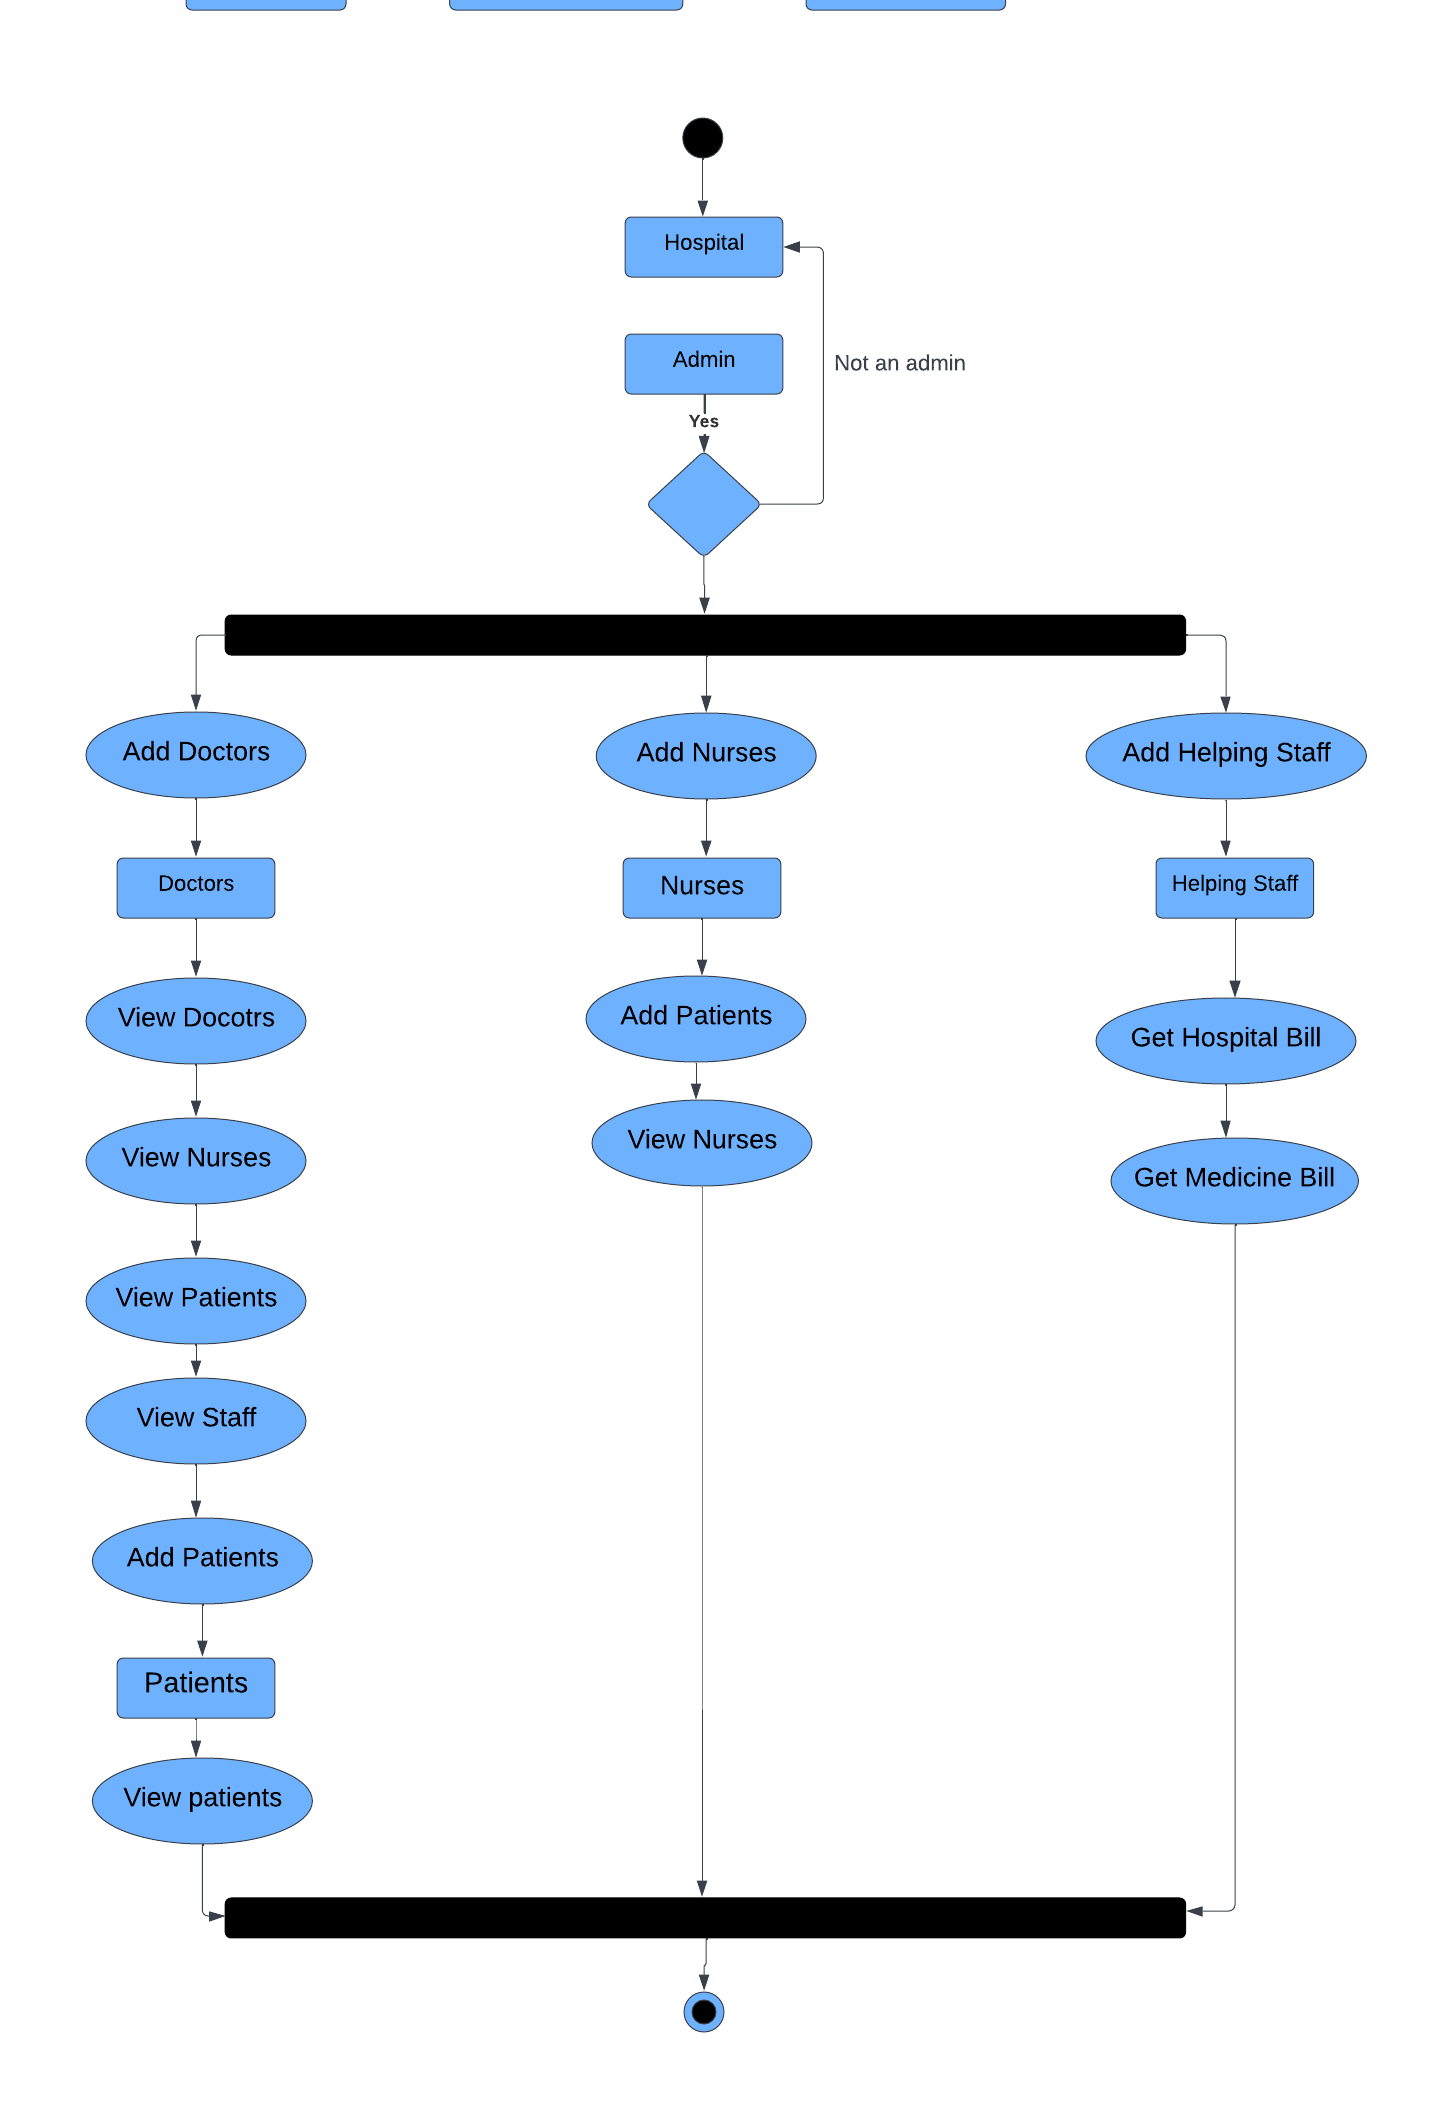 Hospital
Admin
Not an admin
Yes
Add Doctors
Add Nurses
Add Helping Staff
Doctors
Nurses
Helping Staff
View Docotrs
Add Patients
Get Hospital Bill
View Nurses
View Nurses
Get Medicine Bill
View Patients
View Staff
Add Patients
Patients
View patients